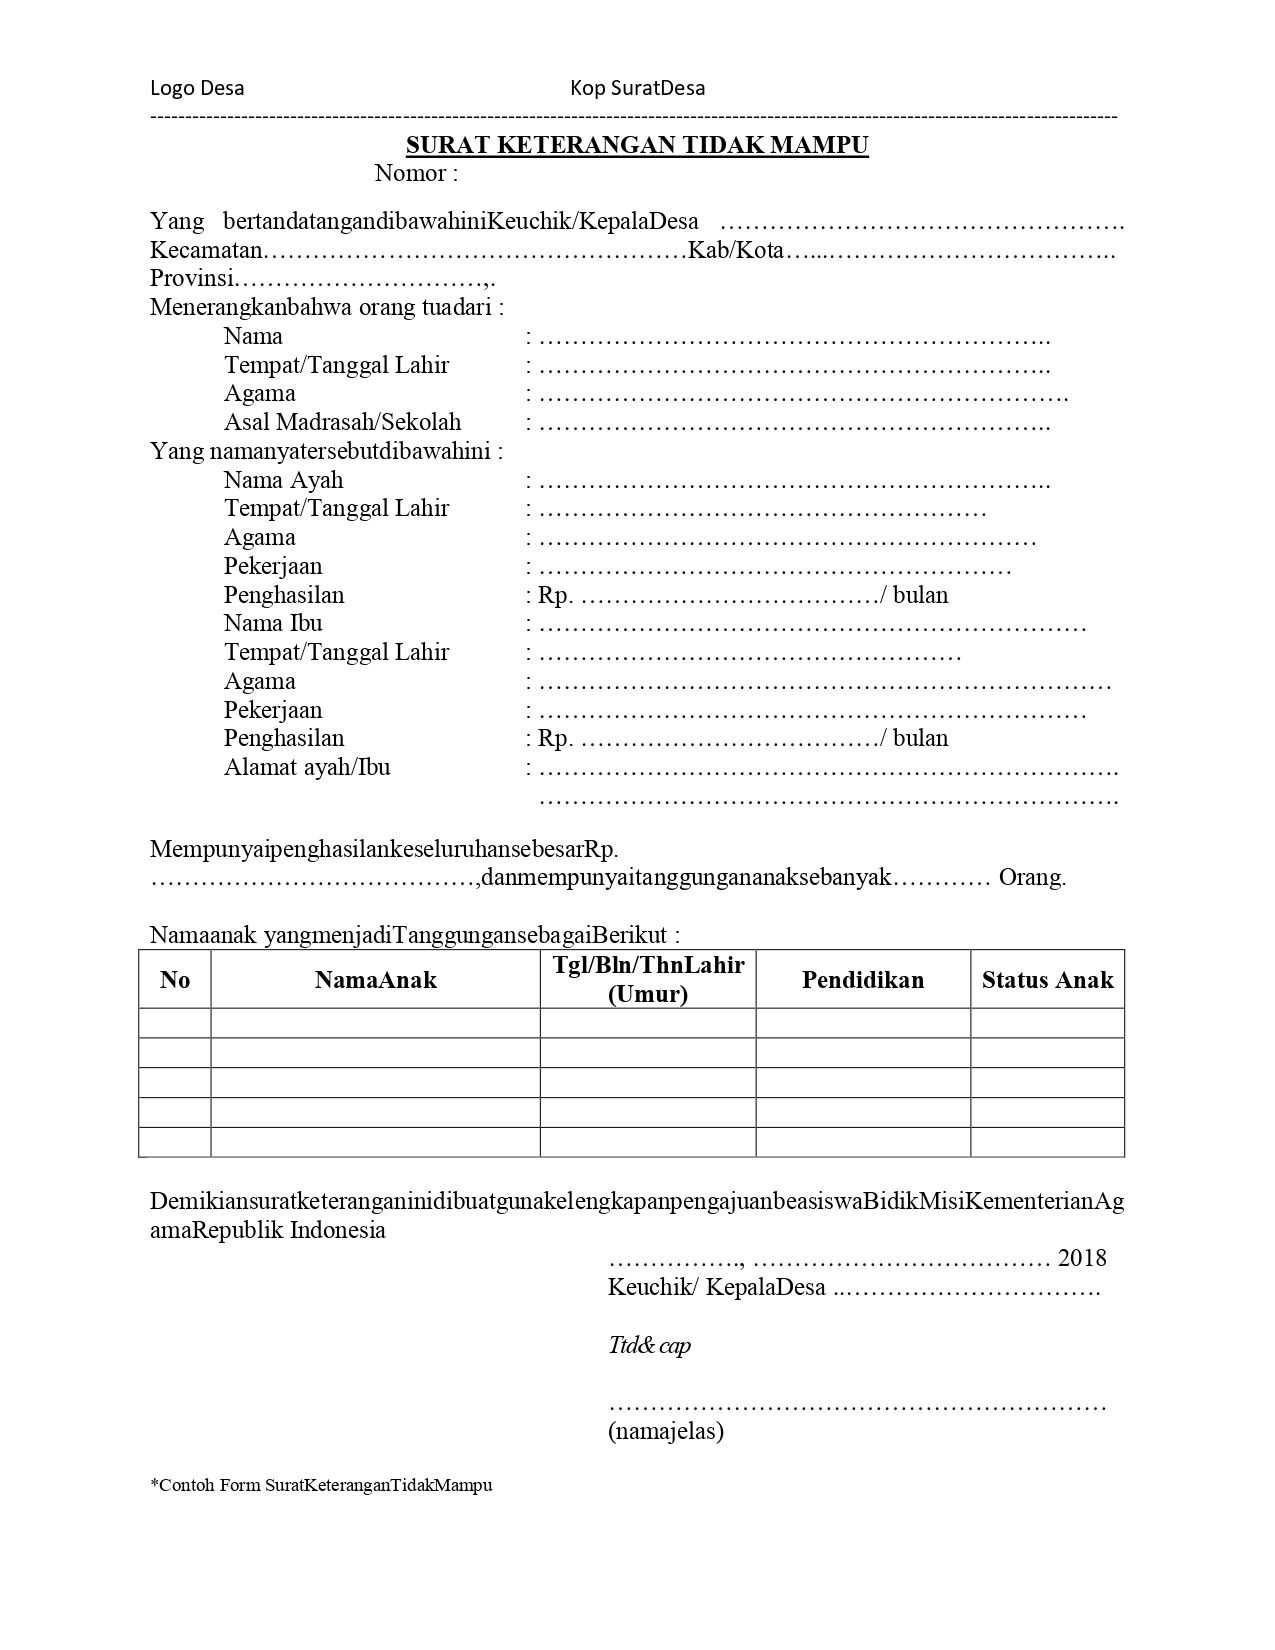 Logo Desa Kop SuratDesa
--------------------------------------------------------------------------------------------------------------------------------------------
SURAT KETERANGAN TIDAK MAMPU
Nomor :
Yang bertandatangandibawahiniKeuchik/KepalaDesa ………………………………………….
Kecamatan……………………………………………Kab/Kota…...……………………………..
Provinsi…………………………,.
Menerangkanbahwa orang tuadari :
Nama : ……………………………………………………..
Tempat/Tanggal Lahir : ……………………………………………………..
Agama : ……………………………………………………….
Asal Madrasah/Sekolah : ……………………………………………………..
Yang namanyatersebutdibawahini :
Nama Ayah : ……………………………………………………..
Tempat/Tanggal Lahir : ………………………………………………
Agama : ……………………………………………………
Pekerjaan : …………………………………………………
Penghasilan : Rp. ………………………………/ bulan
Nama Ibu : …………………………………………………………
Tempat/Tanggal Lahir : ……………………………………………
Agama : ……………………………………………………………
Pekerjaan : …………………………………………………………
Penghasilan : Rp. ………………………………/ bulan
Alamat ayah/Ibu : …………………………………………………………….
…………………………………………………………….
MempunyaipenghasilankeseluruhansebesarRp.
…………………………………,danmempunyaitanggungananaksebanyak………… Orang.
Namaanak yangmenjadiTanggungansebagaiBerikut :
No NamaAnak Tgl/Bln/ThnLahir (Umur) Pendidikan Status Anak
DemikiansuratketeranganinidibuatgunakelengkapanpengajuanbeasiswaBidikMisiKementerianAg
amaRepublik Indonesia
……………., ……………………………… 2018
Keuchik/ KepalaDesa ..………………………….
Ttd& cap
……………………………………………………
(namajelas)
*Contoh Form SuratKeteranganTidakMampu